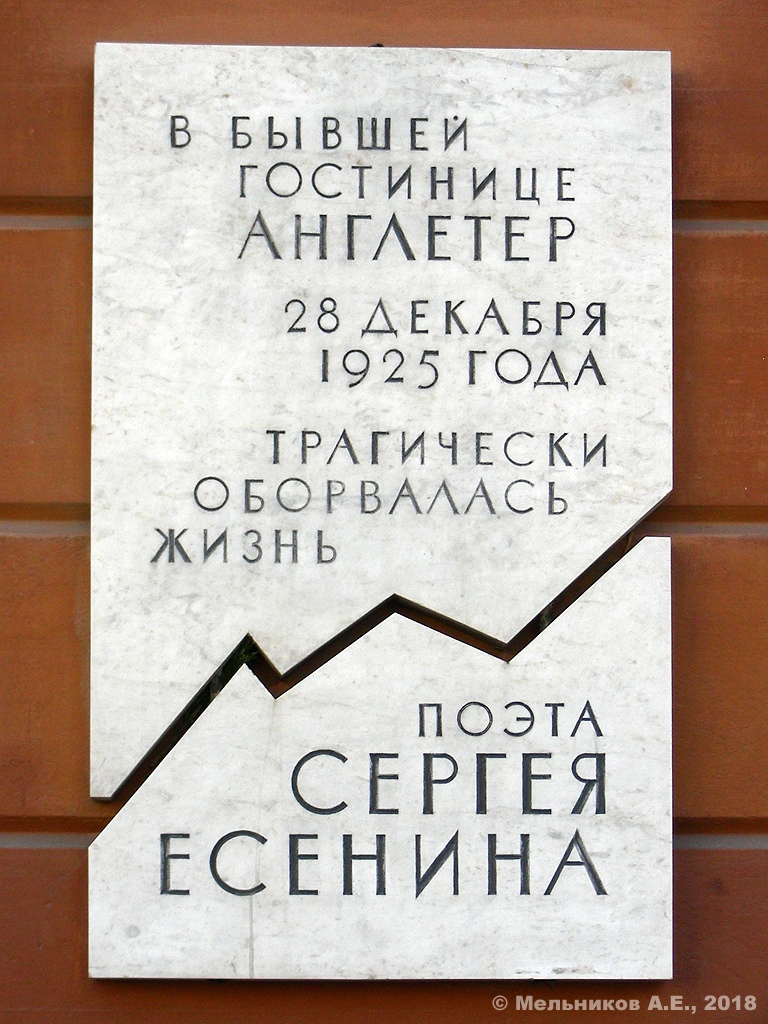 В БЫВШЕЙ
ГОСТИНИЦЕ
АНГЛЕТЕР
28 ДЕКАБРЯ
1925 ГОДА
ТРАГИЧЕСКИ
ОБОРВАЛАСЬ
ЖИЗНЬ
ПОЭТА
СЕРГЕЯ
ЕСЕНИНА
© Мельников А.Е., 2018